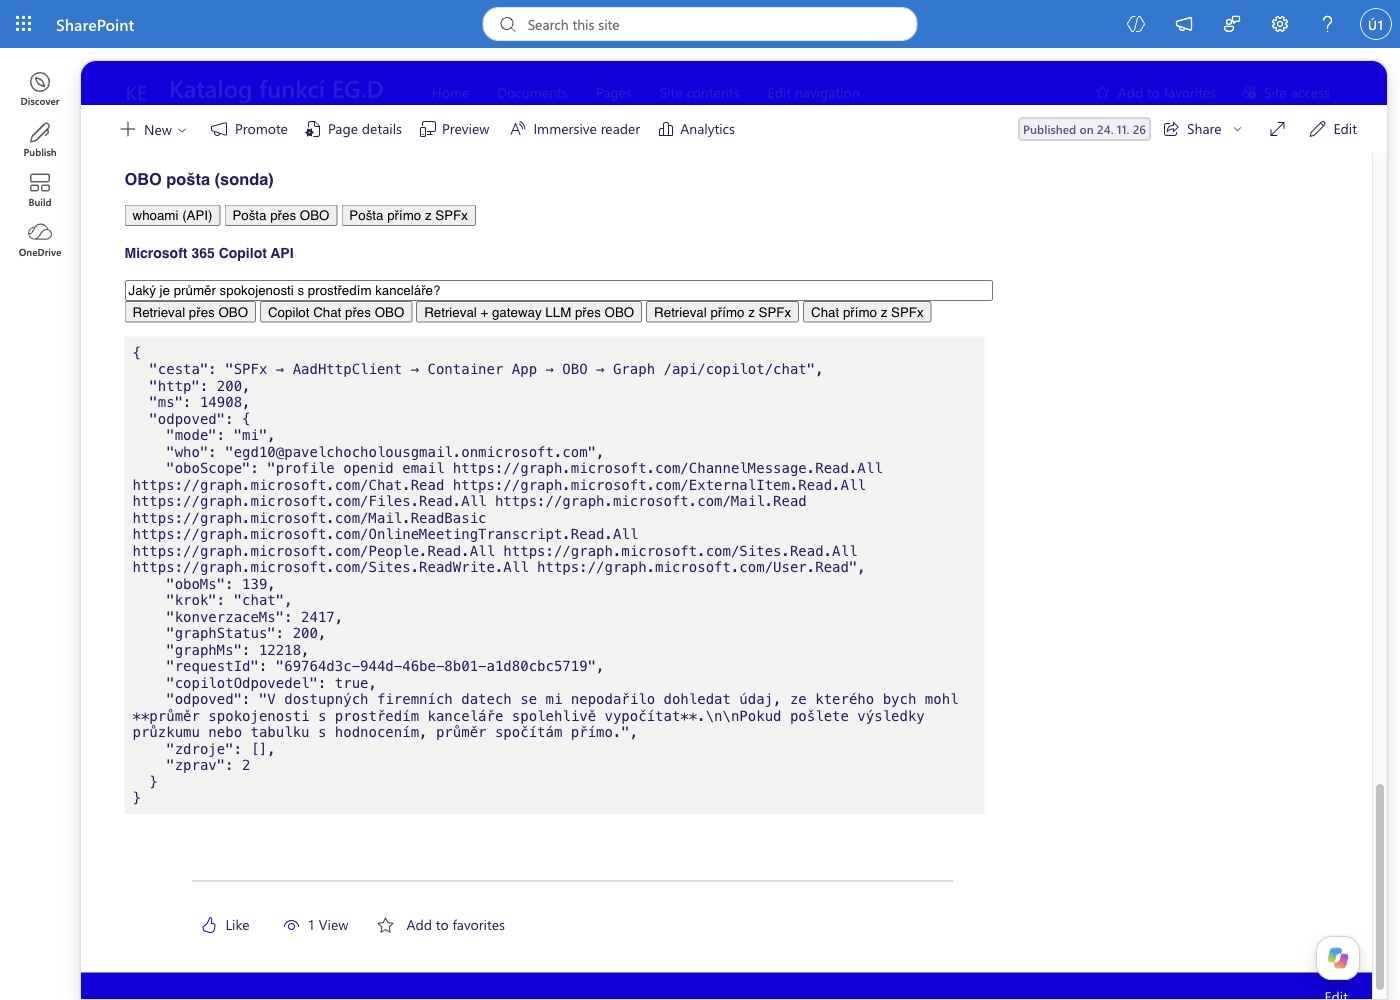 SharePoint
Search this site
Ú1
Discover
Publish
Build
OneDrive
KE
Katalog funkcí EG.D
Home
Documents
Pages
Site contents
Edit navigation
Add to favorites
Site access
New
Promote
Page details
Preview
Immersive reader
Analytics
Published on 24. 11. 26
Share
Edit
OBO pošta (sonda)
whoami (API)
Pošta přes OBO
Pošta přímo z SPFx
Microsoft 365 Copilot API
Jaký je průměr spokojenosti s prostředím kanceláře?
Retrieval přes OBO
Copilot Chat přes OBO
Retrieval + gateway LLM přes OBO
Retrieval přímo z SPFx
Chat přímo z SPFx
{
"cesta": "SPFx → AadHttpClient → Container App → OBO → Graph /api/copilot/chat",
"http": 200,
"ms": 14908,
"odpoved": {
"mode": "mi",
"who": "egd10@pavelchocholousgmail.onmicrosoft.com",
"oboScope": "profile openid email https://graph.microsoft.com/ChannelMessage.Read.All
https://graph.microsoft.com/Chat.Read https://graph.microsoft.com/ExternalItem.Read.All
https://graph.microsoft.com/Files.Read.All https://graph.microsoft.com/Mail.Read
https://graph.microsoft.com/Mail.ReadBasic
https://graph.microsoft.com/OnlineMeetingTranscript.Read.All
https://graph.microsoft.com/People.Read.All https://graph.microsoft.com/Sites.Read.All
https://graph.microsoft.com/Sites.ReadWrite.All https://graph.microsoft.com/User.Read",
"oboMs": 139,
"krok": "chat",
"konverzaceMs": 2417,
"graphStatus": 200,
"graphMs": 12218,
"requestId": "69764d3c-944d-46be-8b01-a1d80cbc5719",
"copilotOdpovedel": true,
"odpoved": "V dostupných firemních datech se mi nepodařilo dohledat údaj, ze kterého bych mohl
**průměr spokojenosti s prostředím kanceláře spolehlivě vypočítat**.\n\nPokud pošlete výsledky
průzkumu nebo tabulku s hodnocením, průměr spočítám přímo.",
"zdroje": [],
"zprav": 2
}
}
Like
1 View
Add to favorites
Edit